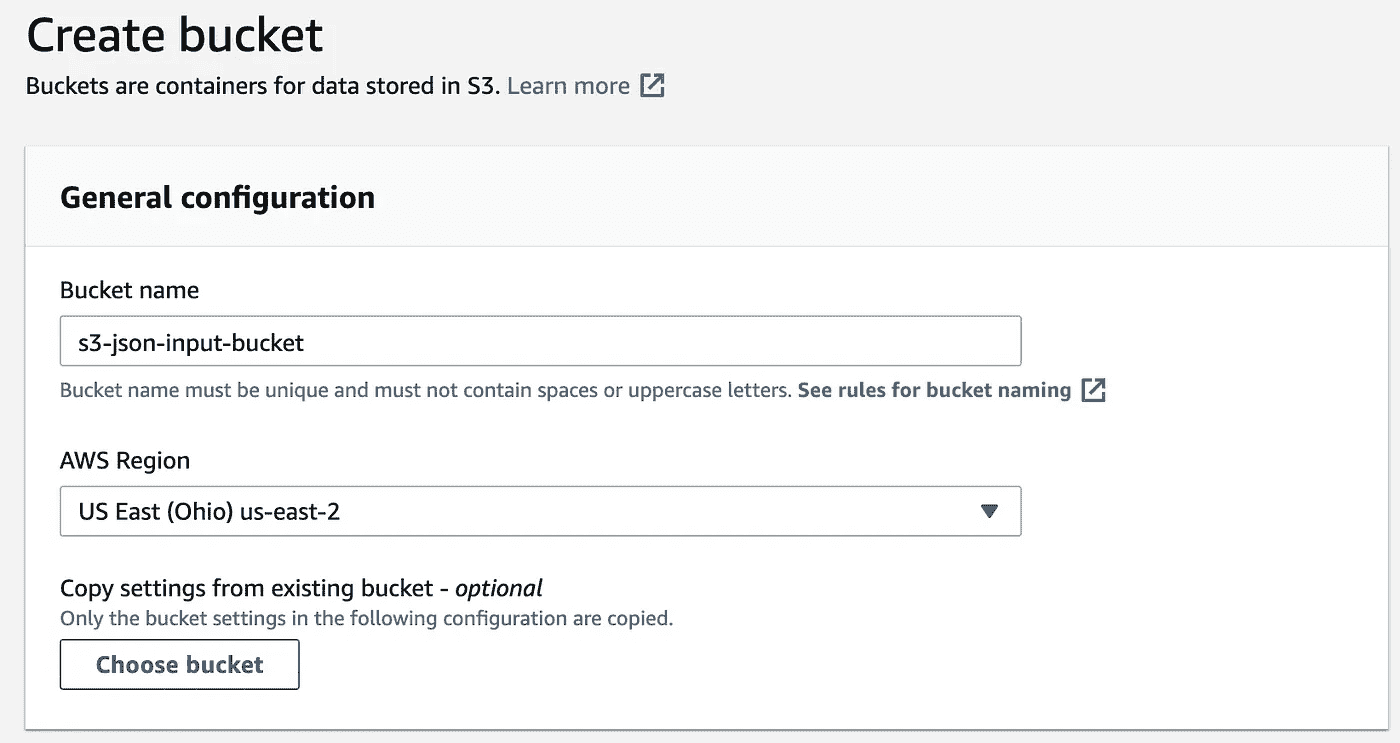 Create bucket
Buckets are containers for data stored in S3. Learn more
General configuration
Bucket name
s3-json-input-bucket
Bucket name must be unique and must not contain spaces or uppercase letters. See rules for bucket naming
AWS Region
US East (Ohio) us-east-2
Copy settings from existing bucket - optional
Only the bucket settings in the following configuration are copied.
Choose bucket